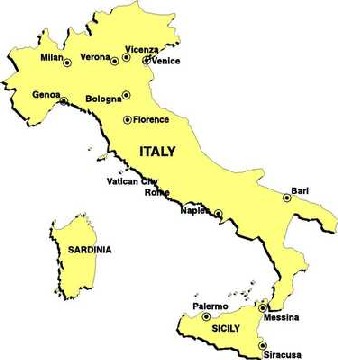 Vicenza
Milan Verona Venice
Genoa Bologna
Florence
ITALY
Vatican City
Rome Bari
Naples
SARDINIA
Palermo
Messina
SICILY
Siracusa